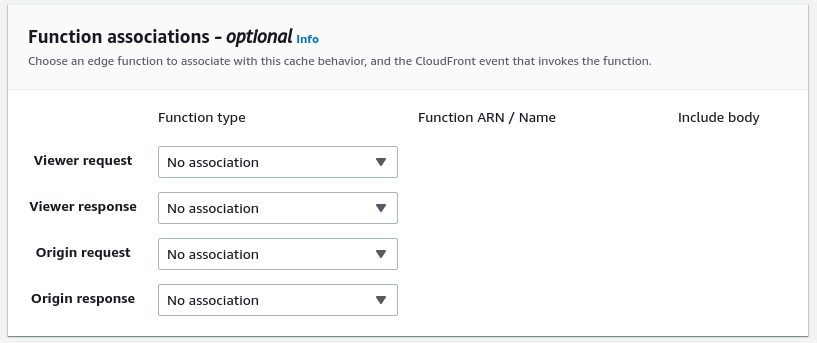 Function associations - optional Info
Choose an edge function to associate with this cache behavior, and the CloudFront event that invokes the function.
Function type Function ARN / Name Include body
Viewer request No association
Viewer response No association
Origin request No association
Origin response No association